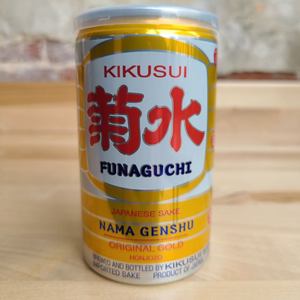 KIKUSUI
菊水
FUNAGUCHI
JAPANESE SAKE
NAMA GENSHU
ORIGINAL GOLD
HONJOZO
BREWED AND BOTTLED BY KIKUSUI
IMPORTED SAKE PRODUCT OF JAPAN